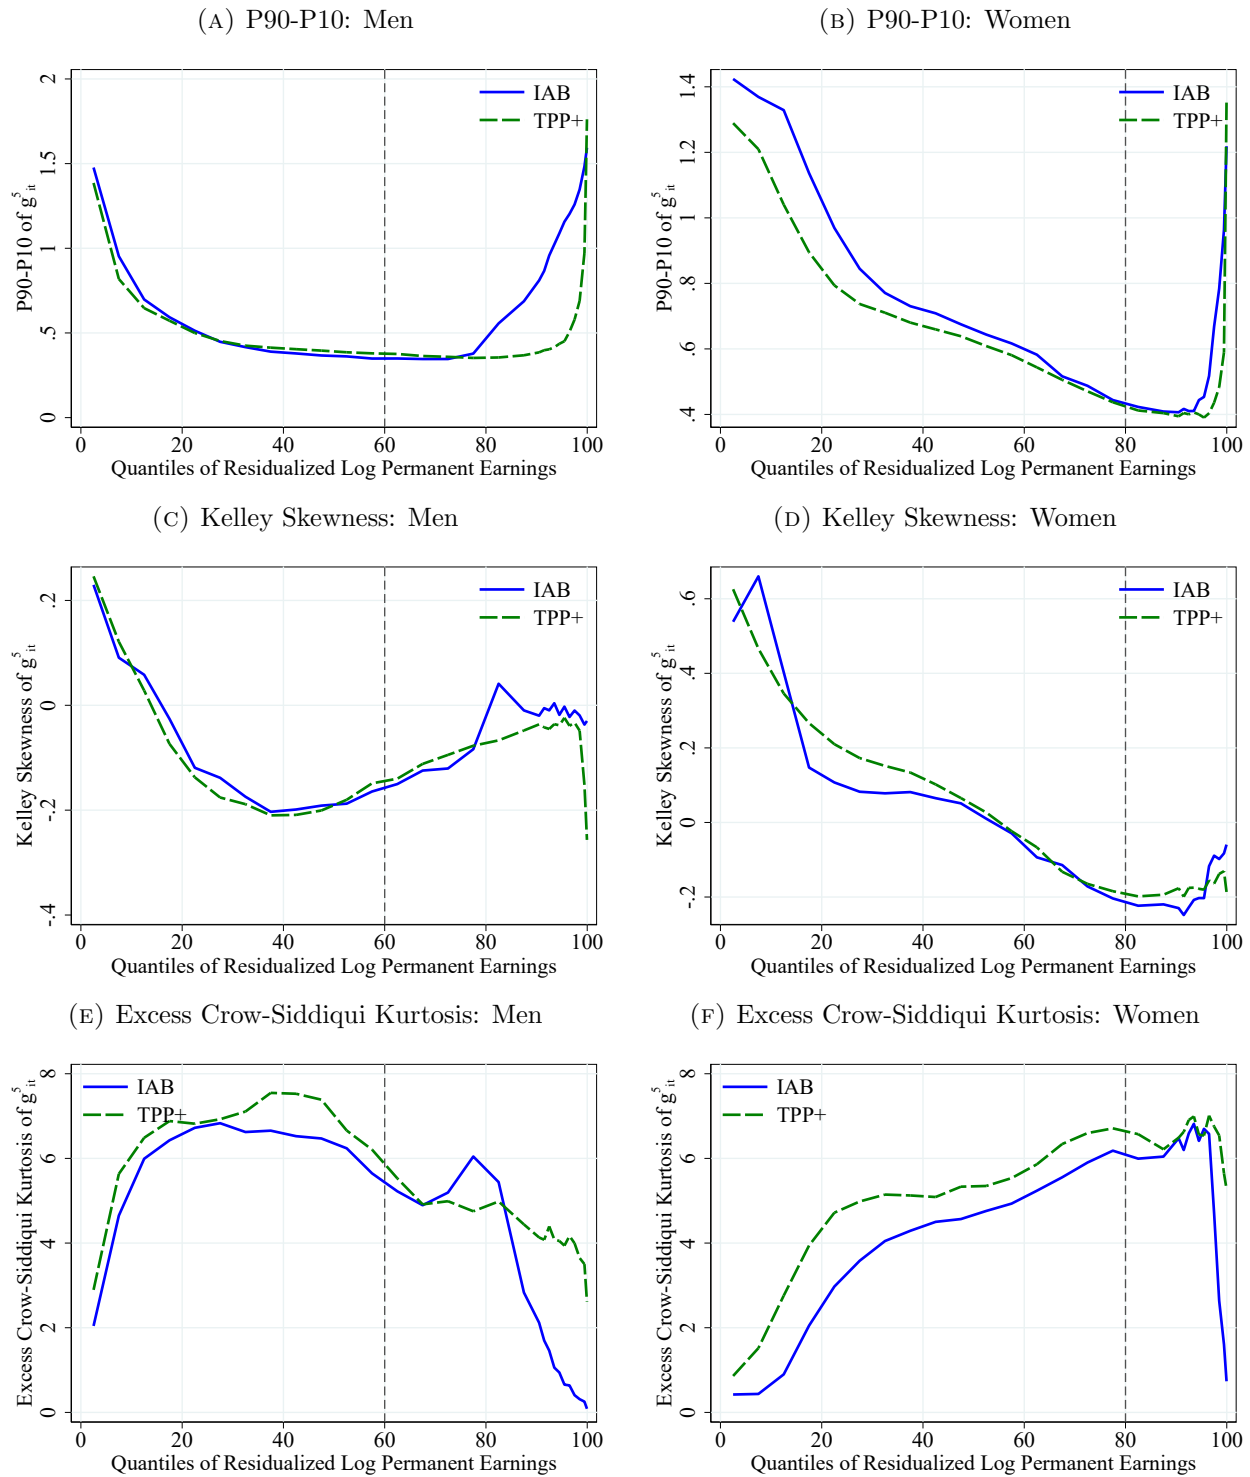 (A) P90-P10: Men
(B) P90-P10: Women
P90-P10 of g⁵ᵢₜ
2
1.5
1
.5
0
IAB
TPP+
0 20 40 60 80 100
Quantiles of Residualized Log Permanent Earnings
P90-P10 of g⁵ᵢₜ
1.4
1.2
1
.8
.6
.4
IAB
TPP+
0 20 40 60 80 100
Quantiles of Residualized Log Permanent Earnings
(C) Kelley Skewness: Men
(D) Kelley Skewness: Women
Kelley Skewness of g⁵ᵢₜ
.2
0
-.2
-.4
IAB
TPP+
0 20 40 60 80 100
Quantiles of Residualized Log Permanent Earnings
Kelley Skewness of g⁵ᵢₜ
.6
.4
.2
0
-.2
IAB
TPP+
0 20 40 60 80 100
Quantiles of Residualized Log Permanent Earnings
(E) Excess Crow-Siddiqui Kurtosis: Men
(F) Excess Crow-Siddiqui Kurtosis: Women
Excess Crow-Siddiqui Kurtosis of g⁵ᵢₜ
8
6
4
2
0
IAB
TPP+
0 20 40 60 80 100
Quantiles of Residualized Log Permanent Earnings
Excess Crow-Siddiqui Kurtosis of g⁵ᵢₜ
8
6
4
2
0
IAB
TPP+
0 20 40 60 80 100
Quantiles of Residualized Log Permanent Earnings